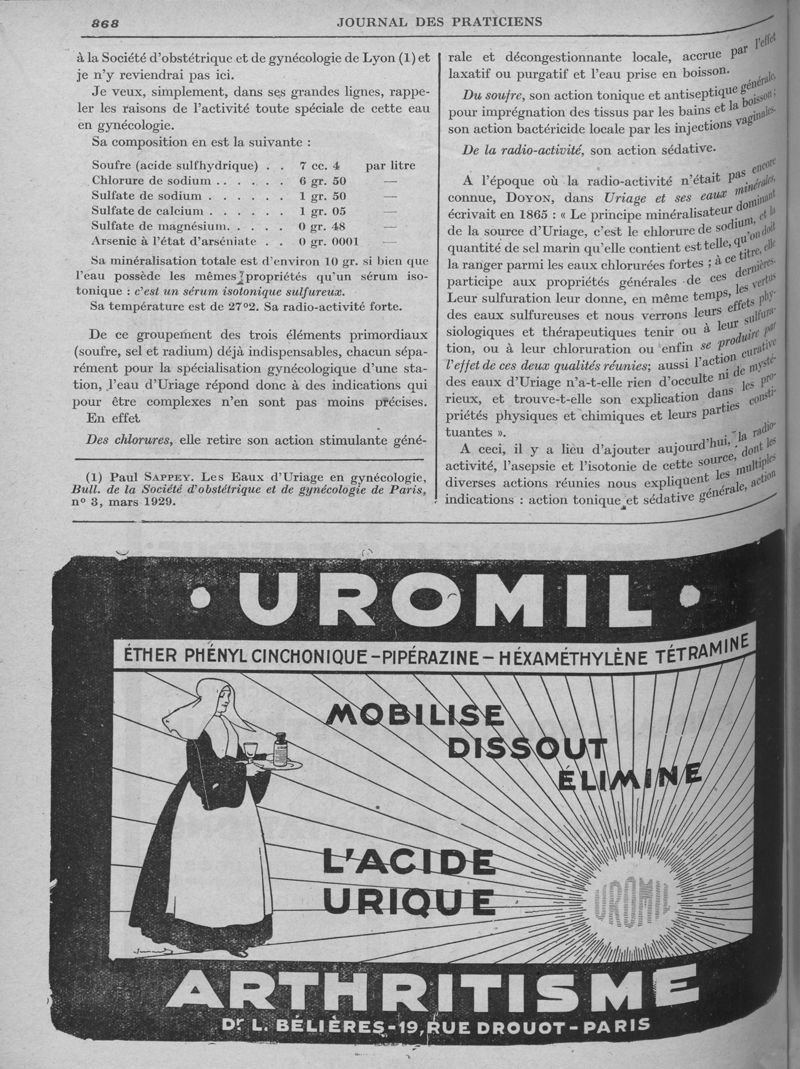 868
JOURNAL DES PRATICIENS
à la Société d'obstétrique et de gynécologie de Lyon (1) et
je n'y reviendrai pas ici.
Je veux, simplement, dans ses grandes lignes, rappe-
ler les raisons de l'activité toute spéciale de cette eau
en gynécologie.
Sa composition en est la suivante :
Soufre (acide sulfhydrique) . . 7 cc. 4 par litre
Chlorure de sodium . . . . . . 6 gr. 50 —
Sulfate de sodium . . . . . . 1 gr. 50 —
Sulfate de calcium . . . . . . 1 gr. 05 —
Sulfate de magnésium. . . . . 0 gr. 48 —
Arsenic à l'état d'arséniate . . 0 gr. 0001 —
Sa minéralisation totale est d'environ 10 gr. si bien que
l'eau possède les mêmes propriétés qu'un sérum iso-
tonique : c'est un sérum isotonique sulfureux.
Sa température est de 27°2. Sa radio-activité forte.
De ce groupement des trois éléments primordiaux
(soufre, sel et radium) déjà indispensables, chacun sépa-
rément pour la spécialisation gynécologique d'une sta-
tion, l'eau d'Uriage répond donc à des indications qui
pour être complexes n'en sont pas moins précises.
En effet
Des chlorures, elle retire son action stimulante géné-
(1) Paul SAPPEY. Les Eaux d'Uriage en gynécologie,
Bull. de la Société d'obstétrique et de gynécologie de Paris,
n° 3, mars 1929.
rale et décongestionnante locale, accrue par l'effet
laxatif ou purgatif et l'eau prise en boisson.
Du soufre, son action tonique et antiseptique générale,
pour imprégnation des tissus par les bains et la boisson ;
son action bactéricide locale par les injections vaginales.
De la radio-activité, son action sédative.
A l'époque où la radio-activité n'était pas encore
connue, DOYON, dans Uriage et ses eaux minérales,
écrivait en 1865 : « Le principe minéralisateur dominant
de la source d'Uriage, c'est le chlorure de sodium, et la
quantité de sel marin qu'elle contient est telle, qu'on doit
la ranger parmi les eaux chlorurées fortes ; à ce titre, elle
participe aux propriétés générales de ces dernières.
Leur sulfuration leur donne, en même temps, les vertus
des eaux sulfureuses et nous verrons leurs effets phy-
siologiques et thérapeutiques tenir ou à leur sulfura-
tion, ou à leur chloruration ou enfin se produire par
l'effet de ces deux qualités réunies; aussi l'action curative
des eaux d'Uriage n'a-t-elle rien d'occulte ni de mysté-
rieux, et trouve-t-elle son explication dans les pro-
priétés physiques et chimiques et leurs parties consti-
tuantes ».
A ceci, il y a lieu d'ajouter aujourd'hui, la radio-
activité, l'asepsie et l'isotonie de cette source, dont les
diverses actions réunies nous expliquent les multiples
indications : action tonique et sédative générale, action
UROMIL
ÉTHER PHÉNYL CINCHONIQUE – PIPÉRAZINE – HÉXAMÉTHYLÈNE TÉTRAMINE
MOBILISE
DISSOUT
ÉLIMINE
L'ACIDE
URIQUE
UROMIL
ARTHRITISME
Dr L. BÉLIÈRES - 19, RUE DROUOT - PARIS